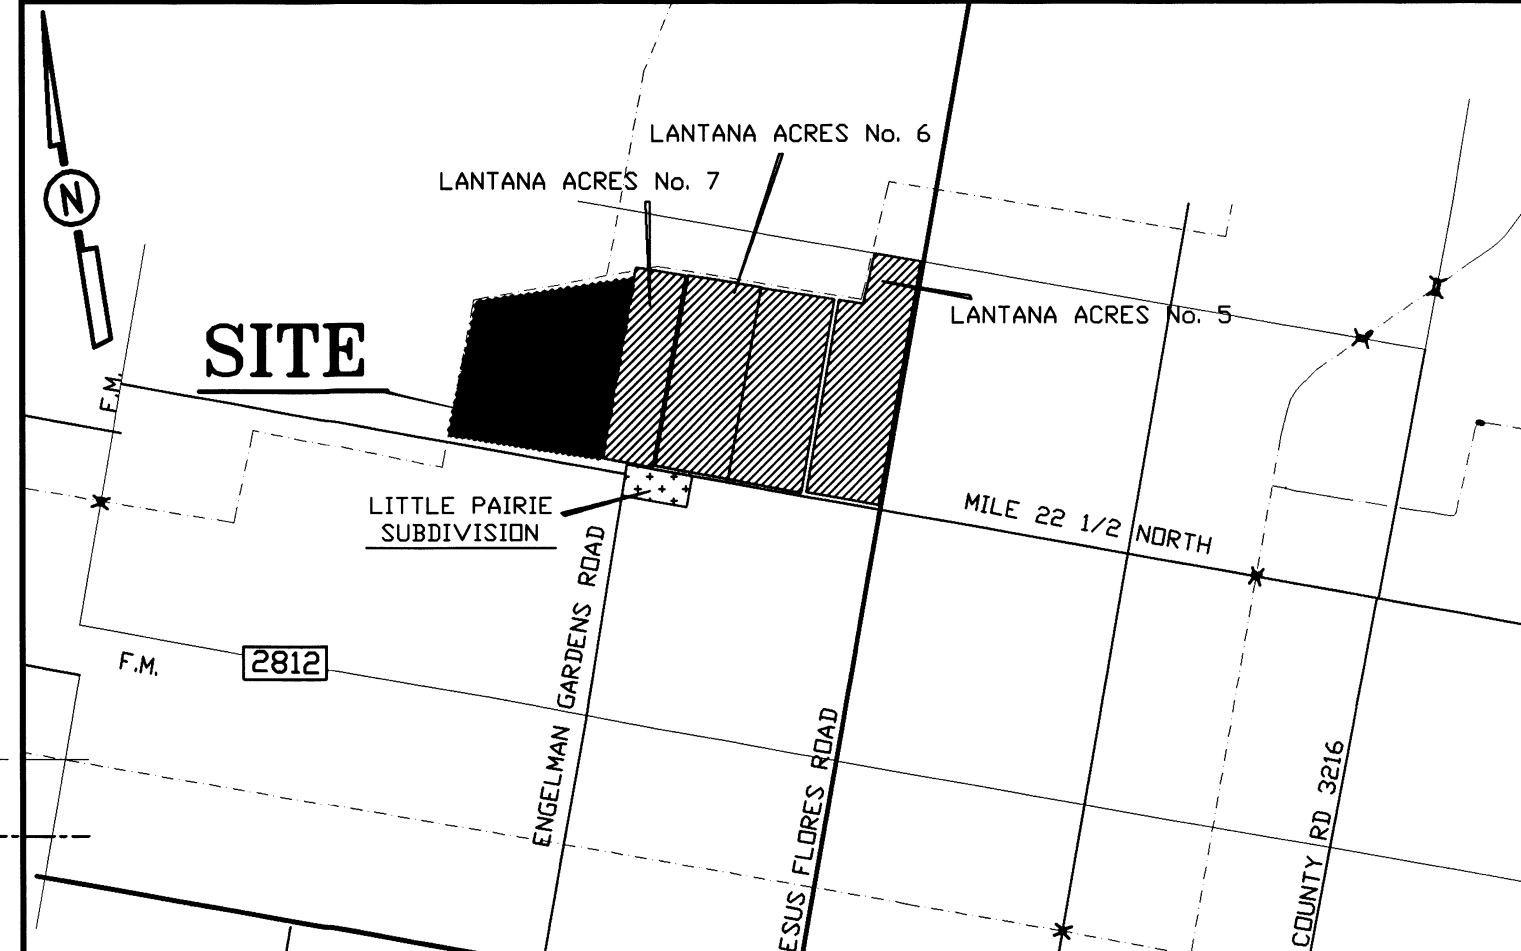 LANTANA ACRES No. 6
LANTANA ACRES No. 7
N
LANTANA ACRES No. 5
SITE
F.M.
LITTLE PAIRIE
SUBDIVISION
MILE 22 1/2 NORTH
ENGELMAN GARDENS ROAD
F.M.
2812
ESUS FLORES ROAD
COUNTY RD 3216